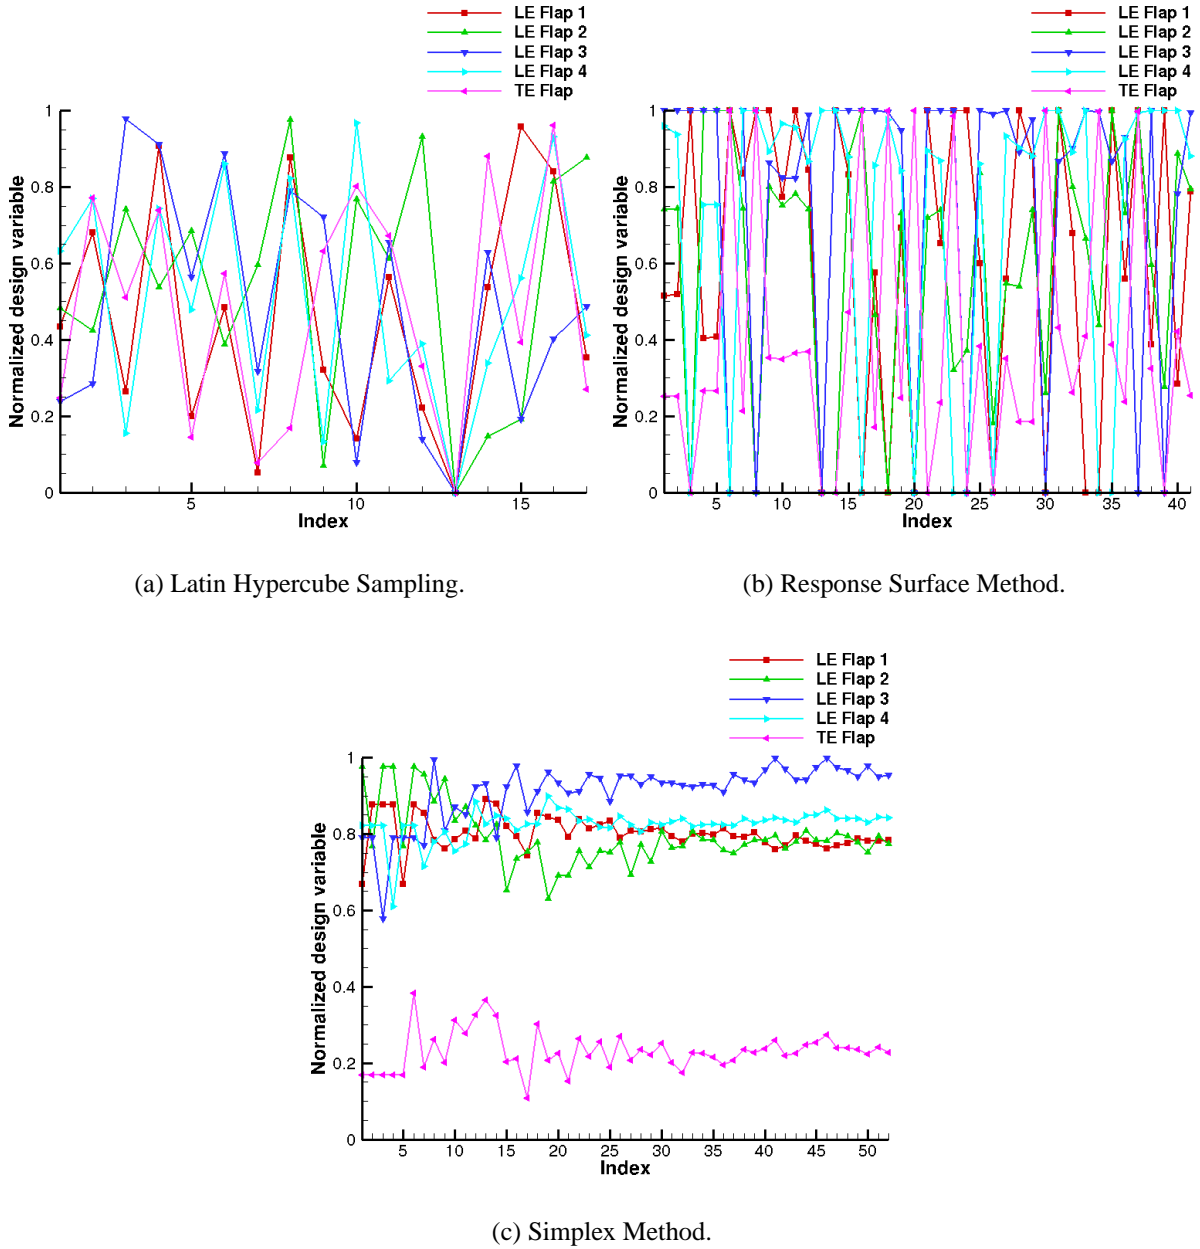 LE Flap 1
LE Flap 2
LE Flap 3
LE Flap 4
TE Flap
Normalized design variable
1
0.8
0.6
0.4
0.2
0
5
10
15
Index
(a) Latin Hypercube Sampling.
LE Flap 1
LE Flap 2
LE Flap 3
LE Flap 4
TE Flap
Normalized design variable
1
0.8
0.6
0.4
0.2
0
5
10
15
20
25
30
35
40
Index
(b) Response Surface Method.
LE Flap 1
LE Flap 2
LE Flap 3
LE Flap 4
TE Flap
Normalized design variable
1
0.8
0.6
0.4
0.2
0
5
10
15
20
25
30
35
40
45
50
Index
(c) Simplex Method.